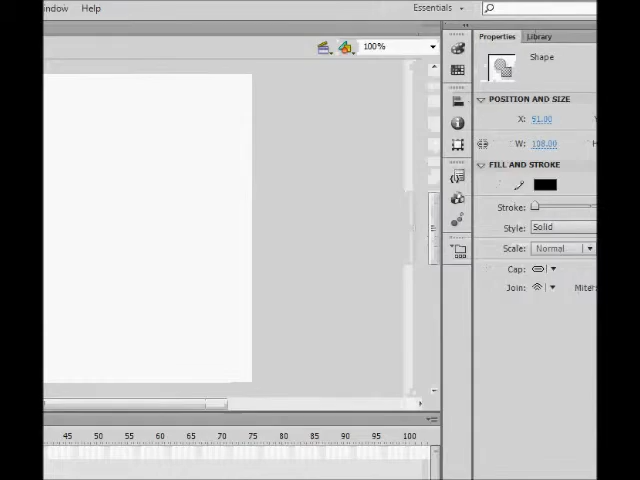 indow
Help
Essentials
100%
Properties
Library
Shape
POSITION AND SIZE
X: 51.00
W: 108.00
FILL AND STROKE
Stroke:
Style: Solid
Scale: Normal
Cap:
Join:
Miter
45 50 55 60 65 70 75 80 85 90 95 100